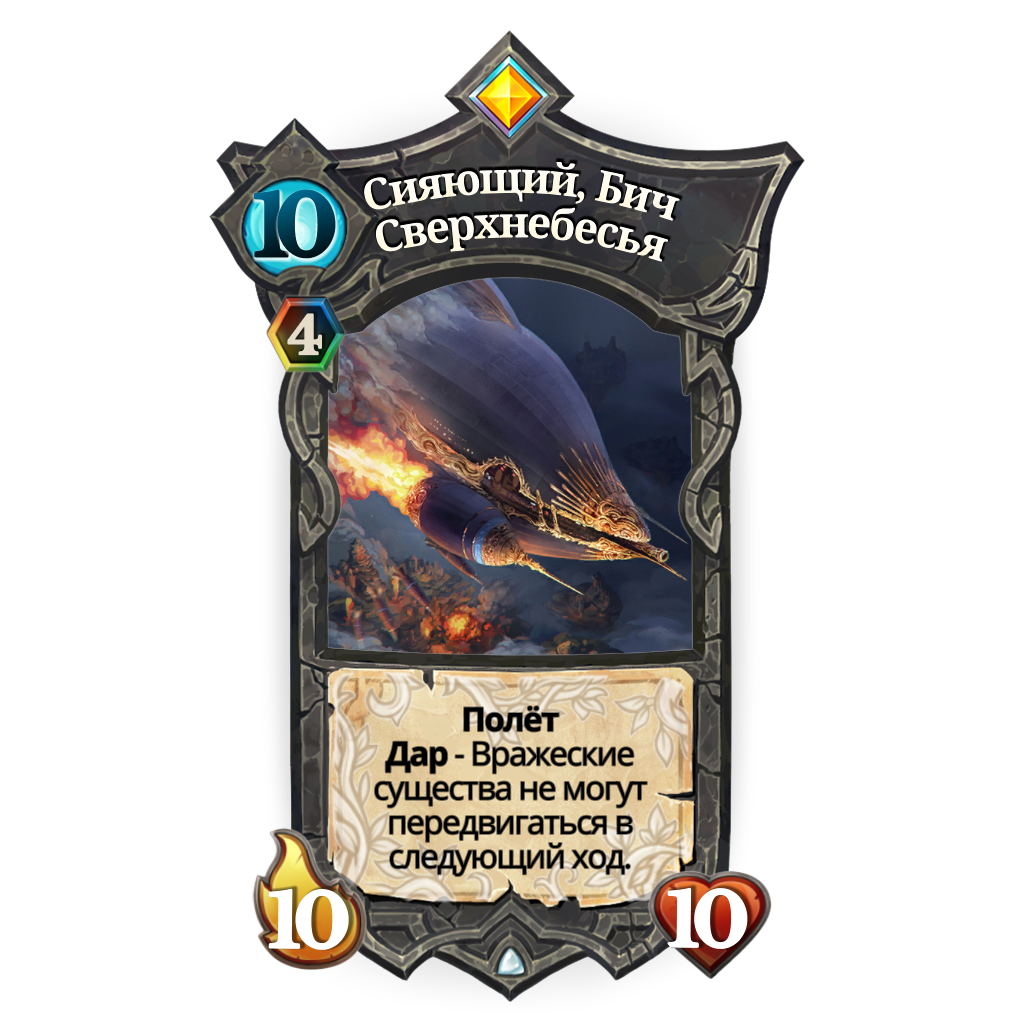 10
Сияющий, Бич
Сверхнебесья
4
Полёт
Дар - Вражеские
существа не могут
передвигаться в
следующий ход.
10
10